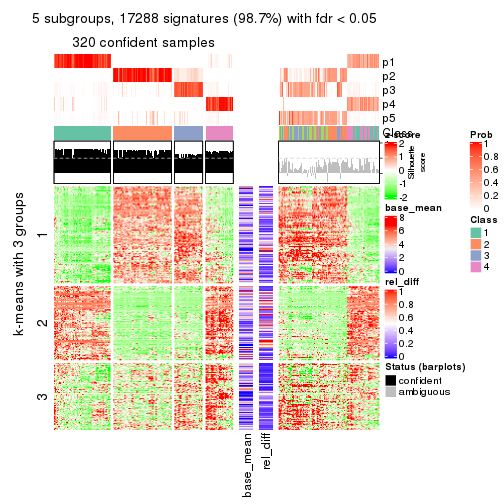 5 subgroups, 17288 signatures (98.7%) with fdr < 0.05
320 confident samples
p1
p2
p3
p4
p5
Class
k-means with 3 groups
1
2
3
base_mean
rel_diff
z-score
2
1
0
-1
-2
Silhouette
score
base_mean
8
6
4
2
0
rel_diff
1
0.8
0.6
0.4
0.2
0
Status (barplots)
confident
ambiguous
Prob
1
0.8
0.6
0.4
0.2
0
Class
1
2
3
4